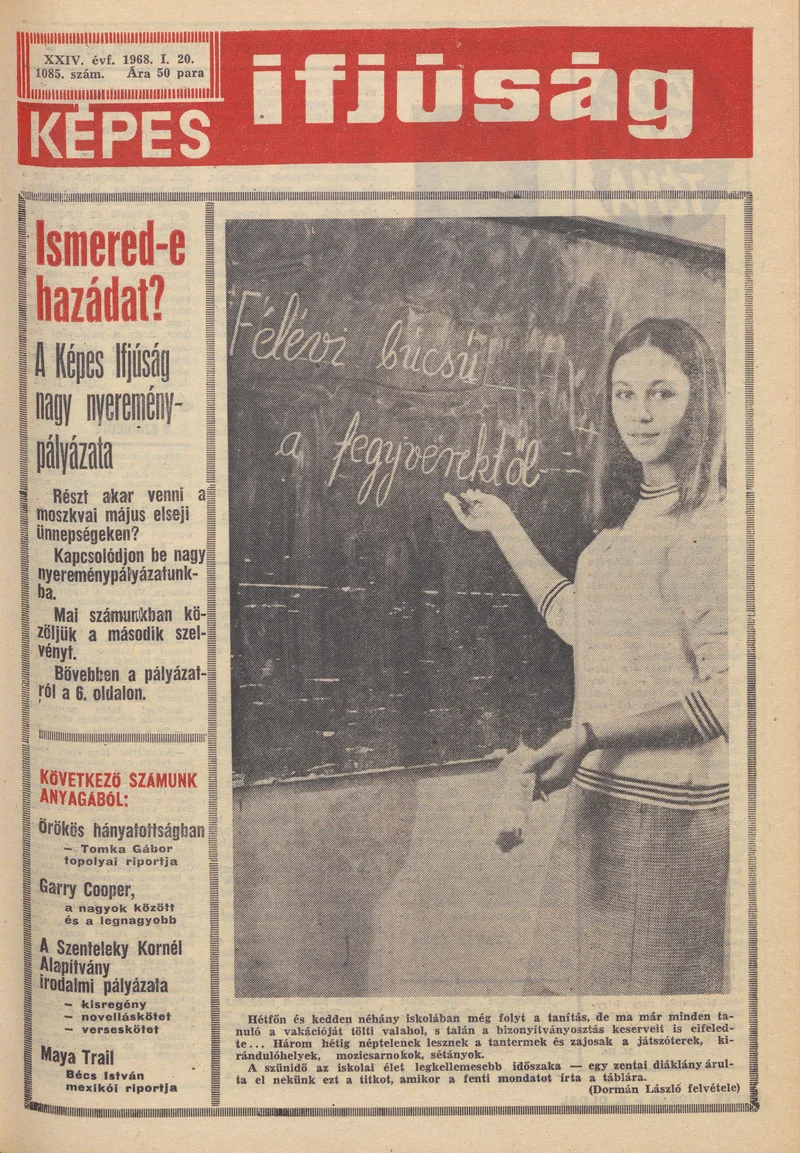 XXIV. évf. 1968. I. 20.
1085. szám. Ára 50 para
KÉPES
ifjúság
Ismered-e
hazádat?
A Képes Ifjúság
nagy nyeremény-
pályázata
Részt akar venni a
moszkvai május elseji
ünnepségeken?
Kapcsolódjon be nagy
nyereménypályázatunk-
ba.
Mai számunkban kö-
zöljük a második szel-
vényt.
Bővebben a pályázat-
ról a 6. oldalon.
KÖVETKEZŐ SZÁMUNK
ANYAGÁBÓL:
Örökös hányatottságban
— Tomka Gábor
topolyai riportja
Garry Cooper,
a nagyok között
és a legnagyobb
A Szenteleky Kornél
Alapítvány
irodalmi pályázata
— kisregény
— novelláskötet
— verseskötet
Maya Trail
Bécs István
mexikói riportja
Félévi búcsú
a fegyverektől
Hétfőn és kedden néhány iskolában még folyt a tanítás, de ma már minden ta-
nuló a vakációját tölti valahol, s talán a bizonyítványosztás keserveit is elfeled-
te... Három hétig néptelenek lesznek a tantermek és zajosak a játszóterek, ki-
rándulóhelyek, mozicsarnokok, sétányok.
A szünidő az iskolai élet legkellemesebb időszaka — egy zentai diáklány árul-
ta el nekünk ezt a titkot, amikor a fenti mondatot írta a táblára.
(Dormán László felvétele)